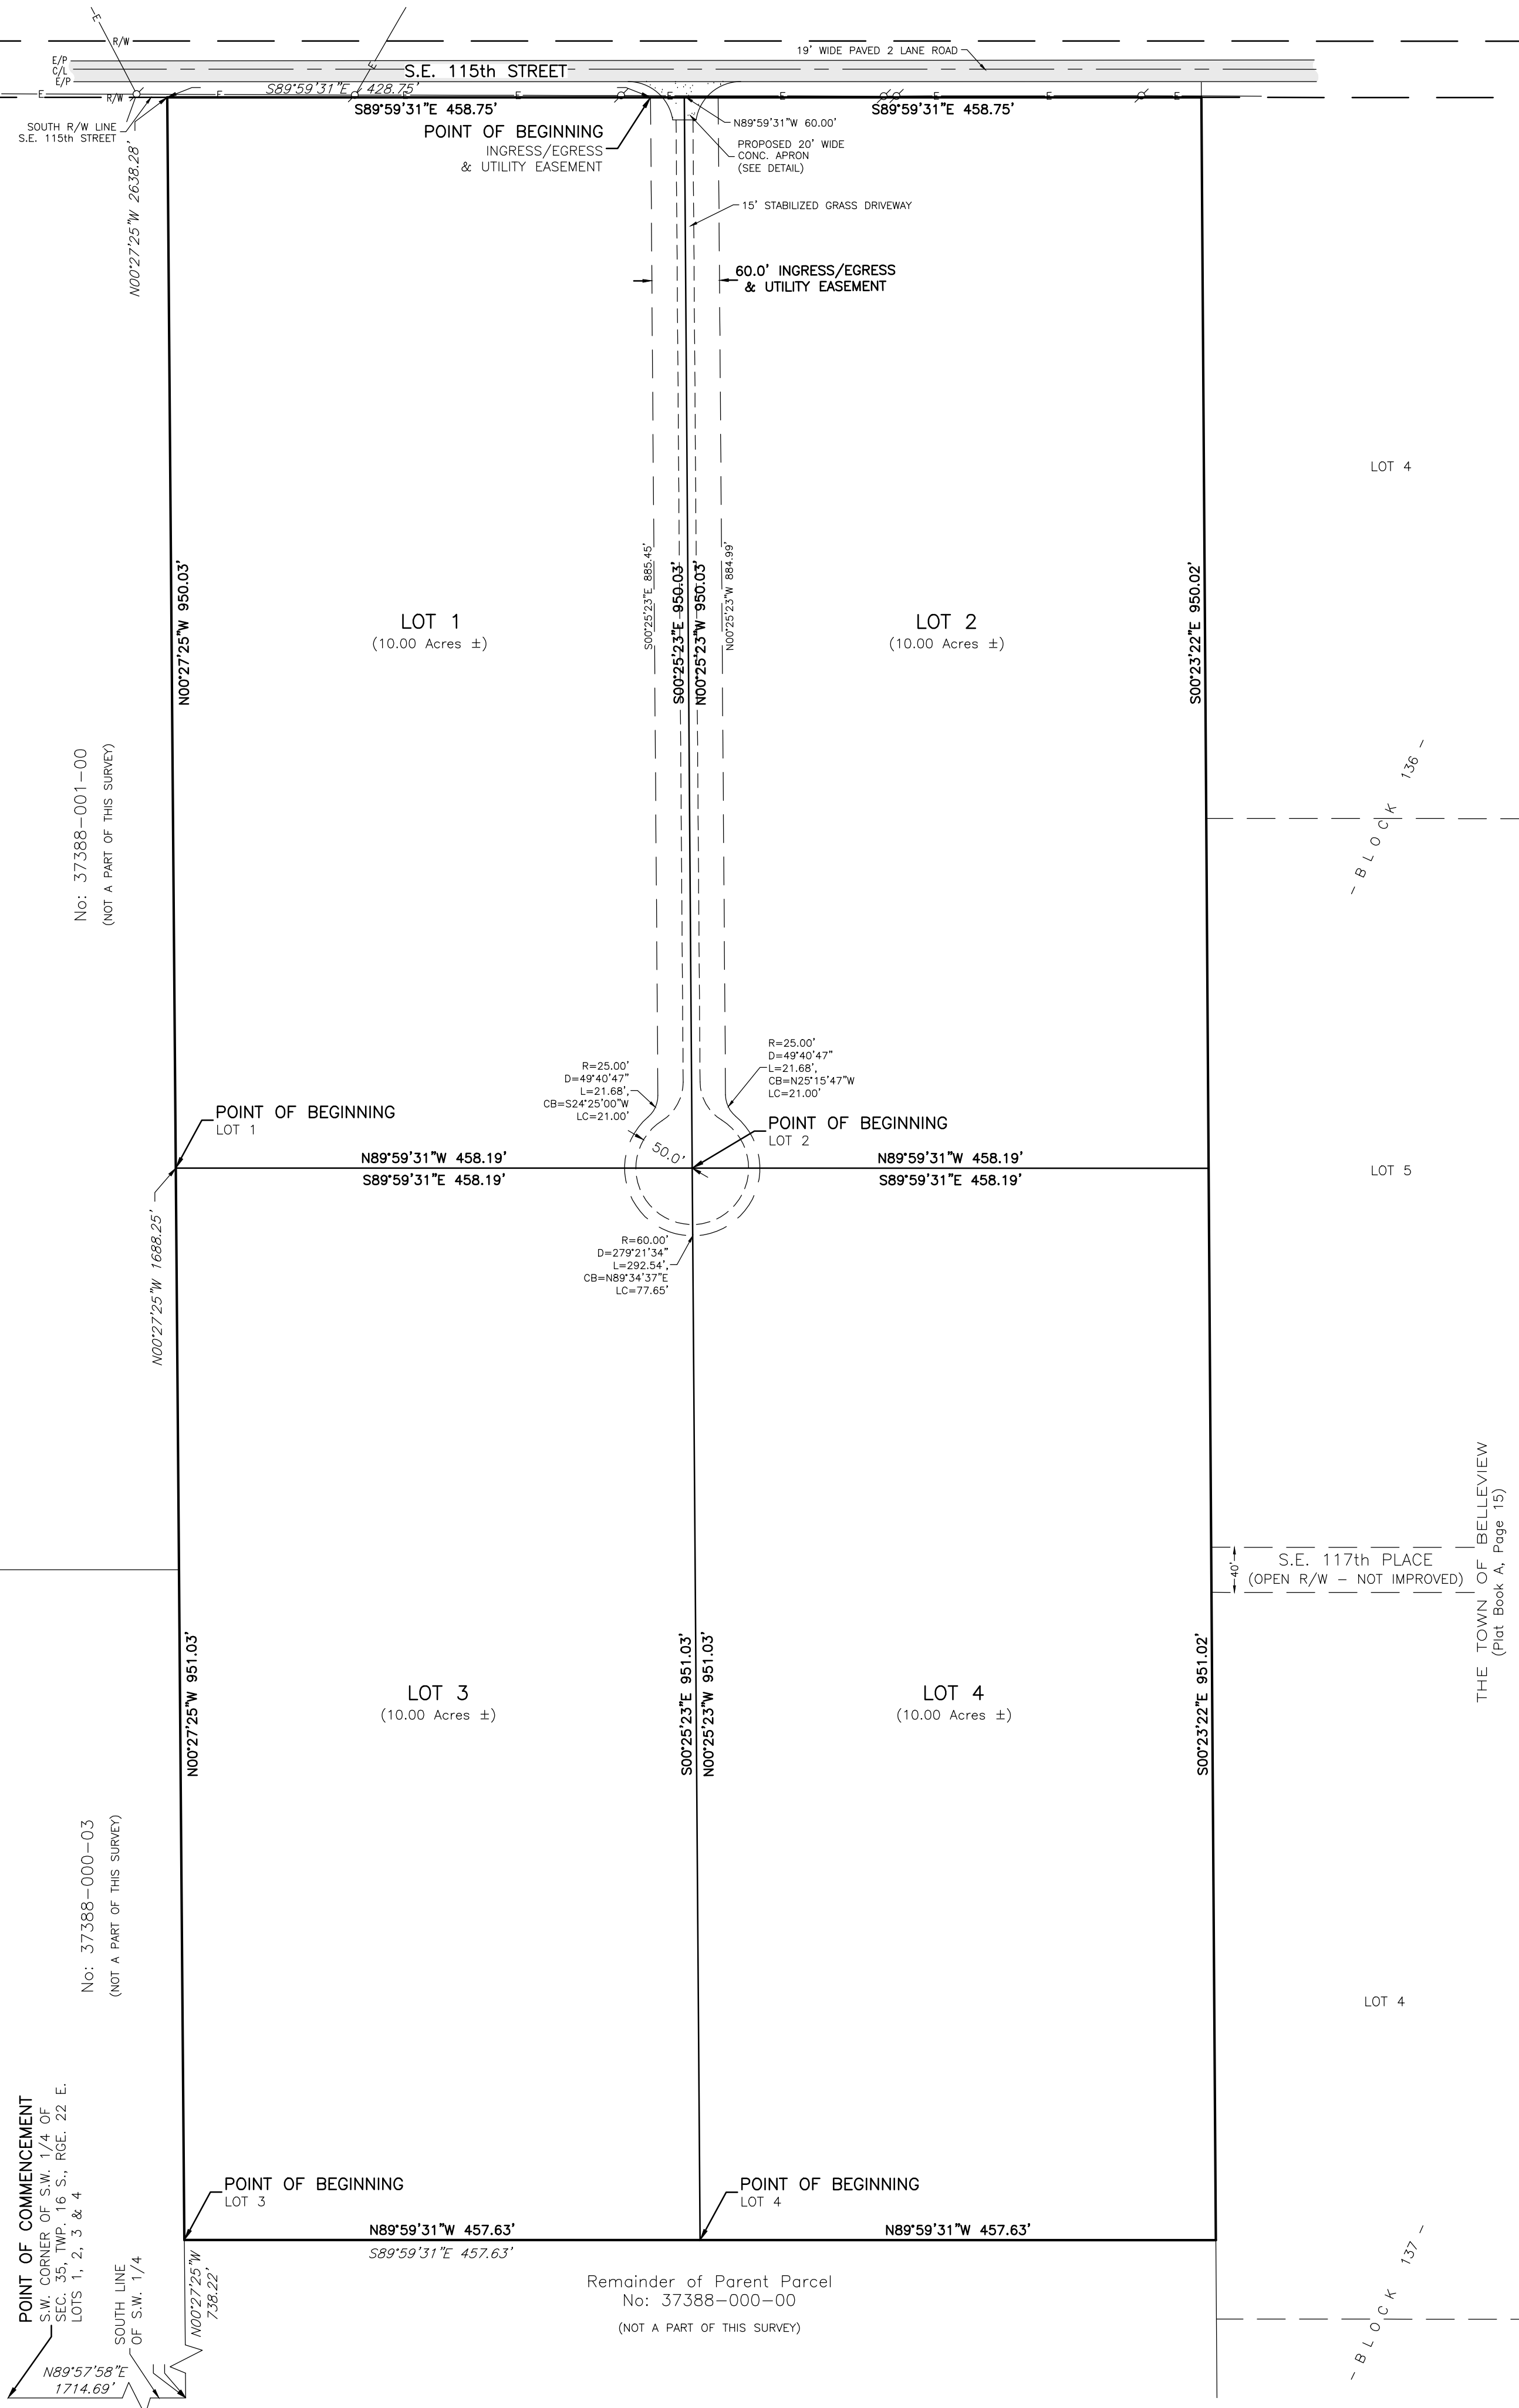 E
R/W
E
19' WIDE PAVED 2 LANE ROAD
E/P
C/L
E/P
S.E. 115th STREET
S89°59'31"E 428.75'
E
R/W
E
E
E
E
E
E
E
E
SOUTH R/W LINE
S.E. 115th STREET
S89°59'31"E 458.75'
S89°59'31"E 458.75'
N89°59'31"W 60.00'
POINT OF BEGINNING
INGRESS/EGRESS
& UTILITY EASEMENT
PROPOSED 20' WIDE
CONC. APRON
(SEE DETAIL)
N00°27'25"W 2638.28'
15' STABILIZED GRASS DRIVEWAY
60.0' INGRESS/EGRESS
& UTILITY EASEMENT
LOT 4
N00°27'25"W 950.03'
S00°25'23"E 885.45'
S00°25'23"E 950.03'
N00°25'23"W 950.03'
N00°25'23"W 884.99'
S00°23'22"E 950.02'
LOT 1
(10.00 Acres ±)
LOT 2
(10.00 Acres ±)
No: 37388-001-00
(NOT A PART OF THIS SURVEY)
- BLOCK 136 -
R=25.00'
D=49°40'47"
L=21.68',
CB=S24°25'00"W
LC=21.00'
R=25.00'
D=49°40'47"
L=21.68',
CB=N25°15'47"W
LC=21.00'
POINT OF BEGINNING
LOT 1
POINT OF BEGINNING
LOT 2
50.0'
N89°59'31"W 458.19'
S89°59'31"E 458.19'
N89°59'31"W 458.19'
S89°59'31"E 458.19'
LOT 5
N00°27'25"W 1688.25'
R=60.00'
D=279°21'34"
L=292.54',
CB=N89°34'37"E
LC=77.65'
40'
S.E. 117th PLACE
(OPEN R/W - NOT IMPROVED)
THE TOWN OF BELLEVIEW
(Plat Book A, Page 15)
N00°27'25"W 951.03'
S00°25'23"E 951.03'
N00°25'23"W 951.03'
S00°23'22"E 951.02'
LOT 3
(10.00 Acres ±)
LOT 4
(10.00 Acres ±)
No: 37388-000-03
(NOT A PART OF THIS SURVEY)
LOT 4
POINT OF COMMENCEMENT
S.W. CORNER OF S.W. 1/4 OF
SEC. 35, TWP. 16 S., RGE. 22 E.
LOTS 1, 2, 3 & 4
SOUTH LINE
OF S.W. 1/4
POINT OF BEGINNING
LOT 3
POINT OF BEGINNING
LOT 4
N89°59'31"W 457.63'
S89°59'31"E 457.63'
N89°59'31"W 457.63'
N00°27'25"W
738.22'
Remainder of Parent Parcel
No: 37388-000-00
(NOT A PART OF THIS SURVEY)
- BLOCK 137 -
N89°57'58"E
1714.69'